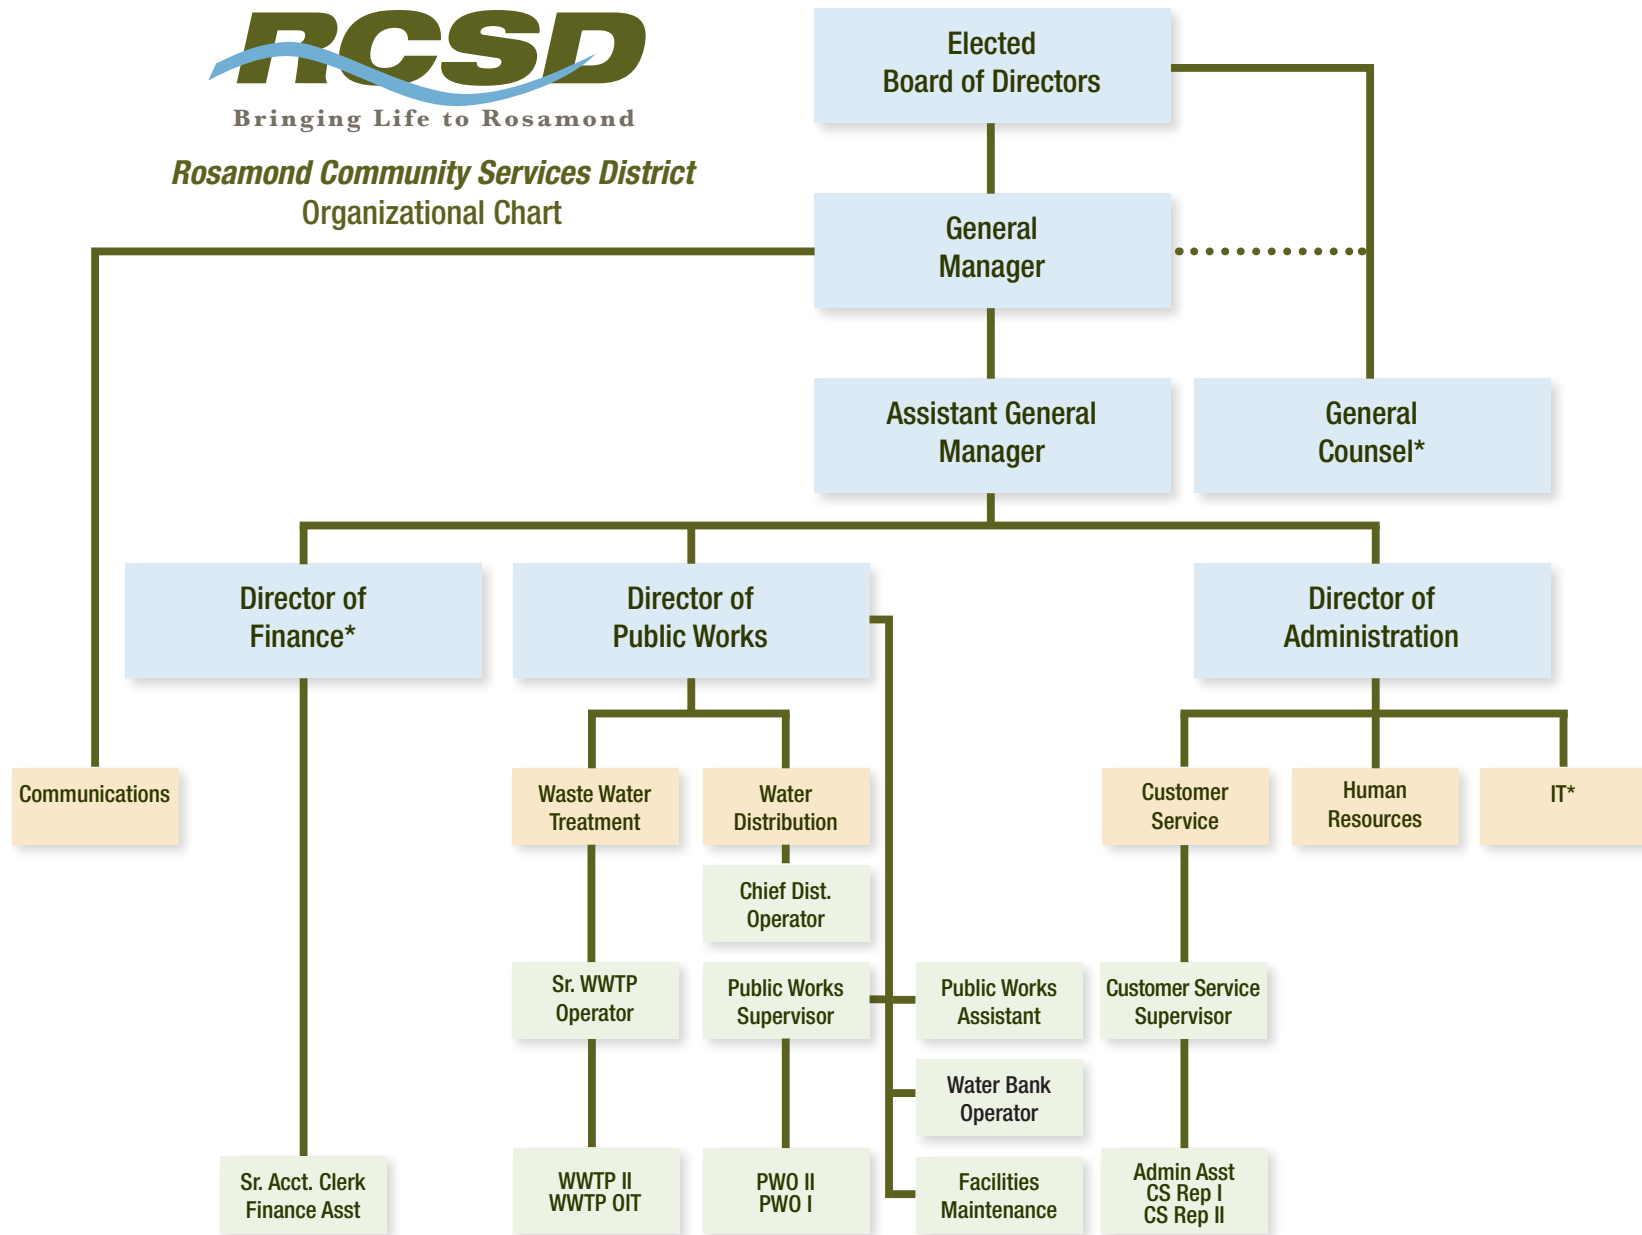 RCSD
Bringing Life to Rosamond
Rosamond Community Services District
Organizational Chart
Elected
Board of Directors
General
Manager
Assistant General
Manager
General
Counsel*
Director of
Finance*
Director of
Public Works
Director of
Administration
Communications
Waste Water
Treatment
Water
Distribution
Customer
Service
Human
Resources
IT*
Chief Dist.
Operator
Sr. WWTP
Operator
Public Works
Supervisor
Public Works
Assistant
Customer Service
Supervisor
Water Bank
Operator
Sr. Acct. Clerk
Finance Asst
WWTP II
WWTP OIT
PWO II
PWO I
Facilities
Maintenance
Admin Asst
CS Rep I
CS Rep II